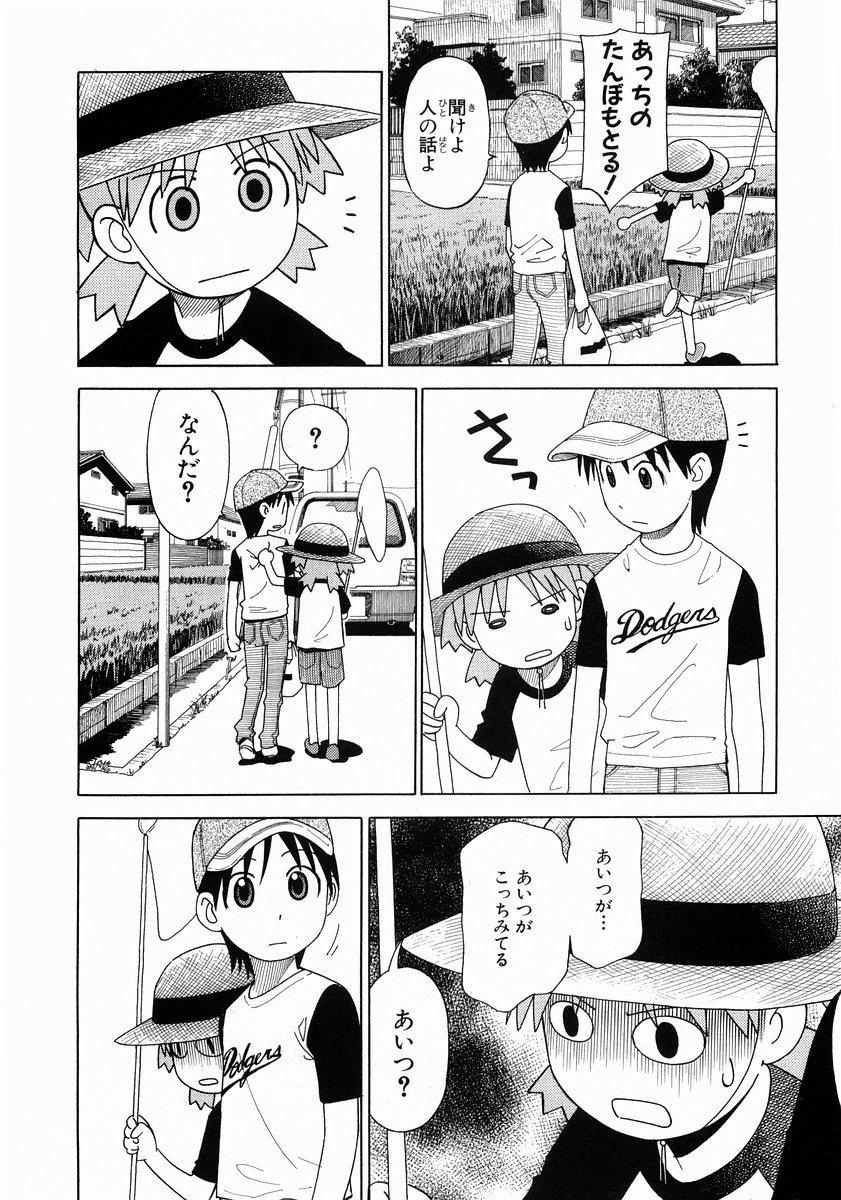 あっちの
たんぼもとる！
聞けよ
人の話よ
さっ
Dodgers
？
なんだ？
あいつが…
あいつが
こっちみてる
あいつ？
Dodgers